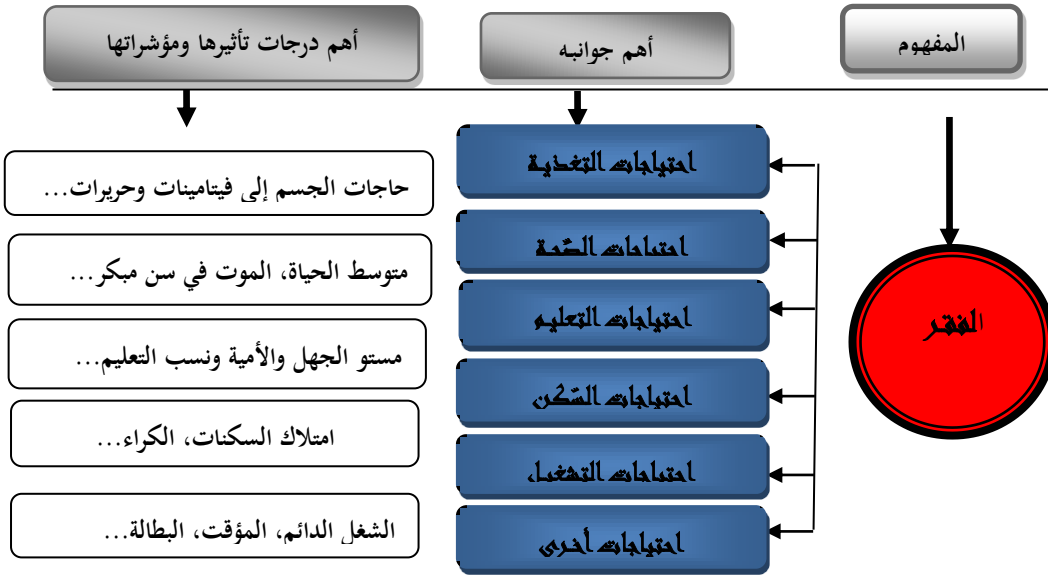 المفهوم
أهم جوانبه
أهم درجات تأثيرها ومؤشراتها
الفقر
احتياجات التغذية
احتياجات الصّحة
احتياجات التعليم
احتياجات السّكن
احتياجات التشغيل
احتياجات أخرى
حاجات الجسم إلى فيتامينات وحريرات...
متوسط الحياة، الموت في سن مبكر...
مستو الجهل والأمية ونسب التعليم...
امتلاك السكنات، الكراء...
الشغل الدائم، المؤقت، البطالة...